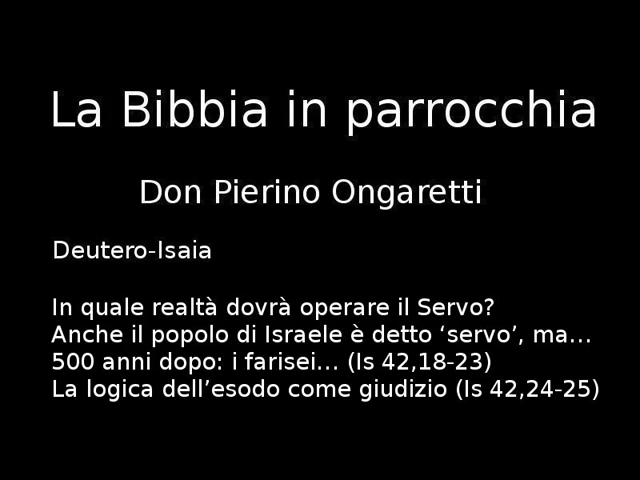 La Bibbia in parrocchia
Don Pierino Ongaretti
Deutero-Isaia
In quale realtà dovrà operare il Servo?
Anche il popolo di Israele è detto ‘servo’, ma...
500 anni dopo: i farisei... (Is 42,18-23)
La logica dell’esodo come giudizio (Is 42,24-25)